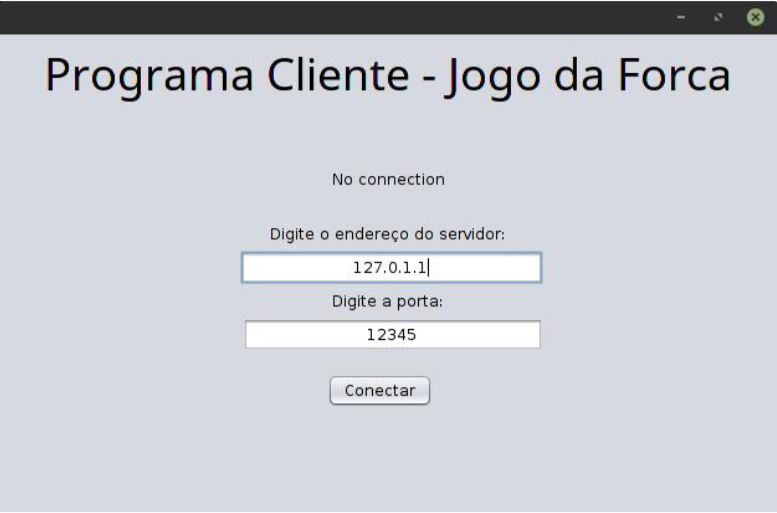 Programa Cliente - Jogo da Forca
No connection
Digite o endereço do servidor:
127.0.1.1
Digite a porta:
12345
Conectar